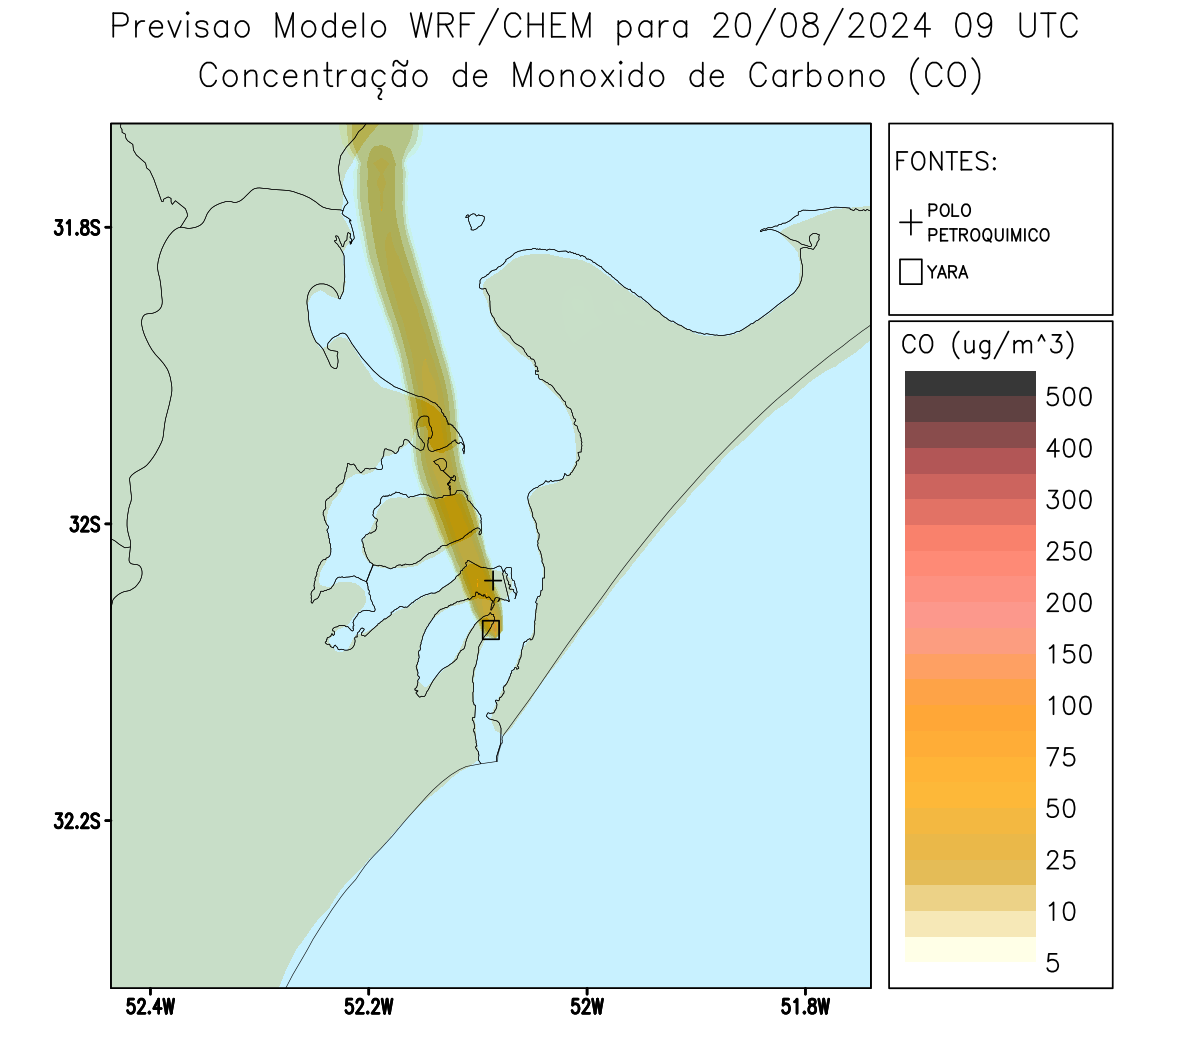 Previsao Modelo WRF/CHEM para 20/08/2024 09 UTC
Concentração de Monoxido de Carbono (CO)
FONTES:
POLO
PETROQUIMICO
YARA
CO (ug/m^3)
500
400
300
250
200
150
100
75
50
25
10
5
31.8S
32S
32.2S
52.4W
52.2W
52W
51.8W